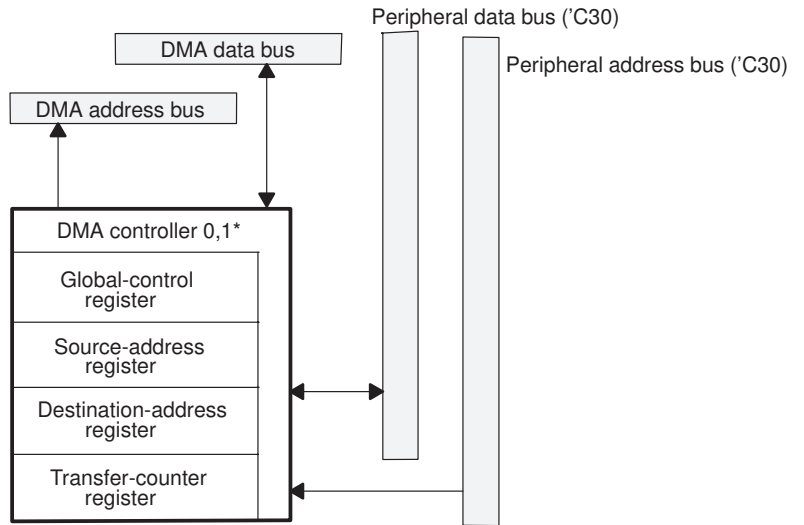 Peripheral data bus ('C30)
DMA data bus
Peripheral address bus ('C30)
DMA address bus
DMA controller 0,1*
Global-control
register
Source-address
register
Destination-address
register
Transfer-counter
register